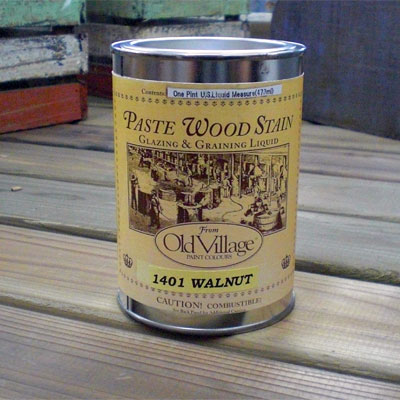 Contents: One Pint U.S. Liquid Measure (473ml)
PASTE WOOD STAIN
GLAZING & GRAINING LIQUID
From
Old Village™
PAINT COLOURS
1401 WALNUT
CAUTION! COMBUSTIBLE!